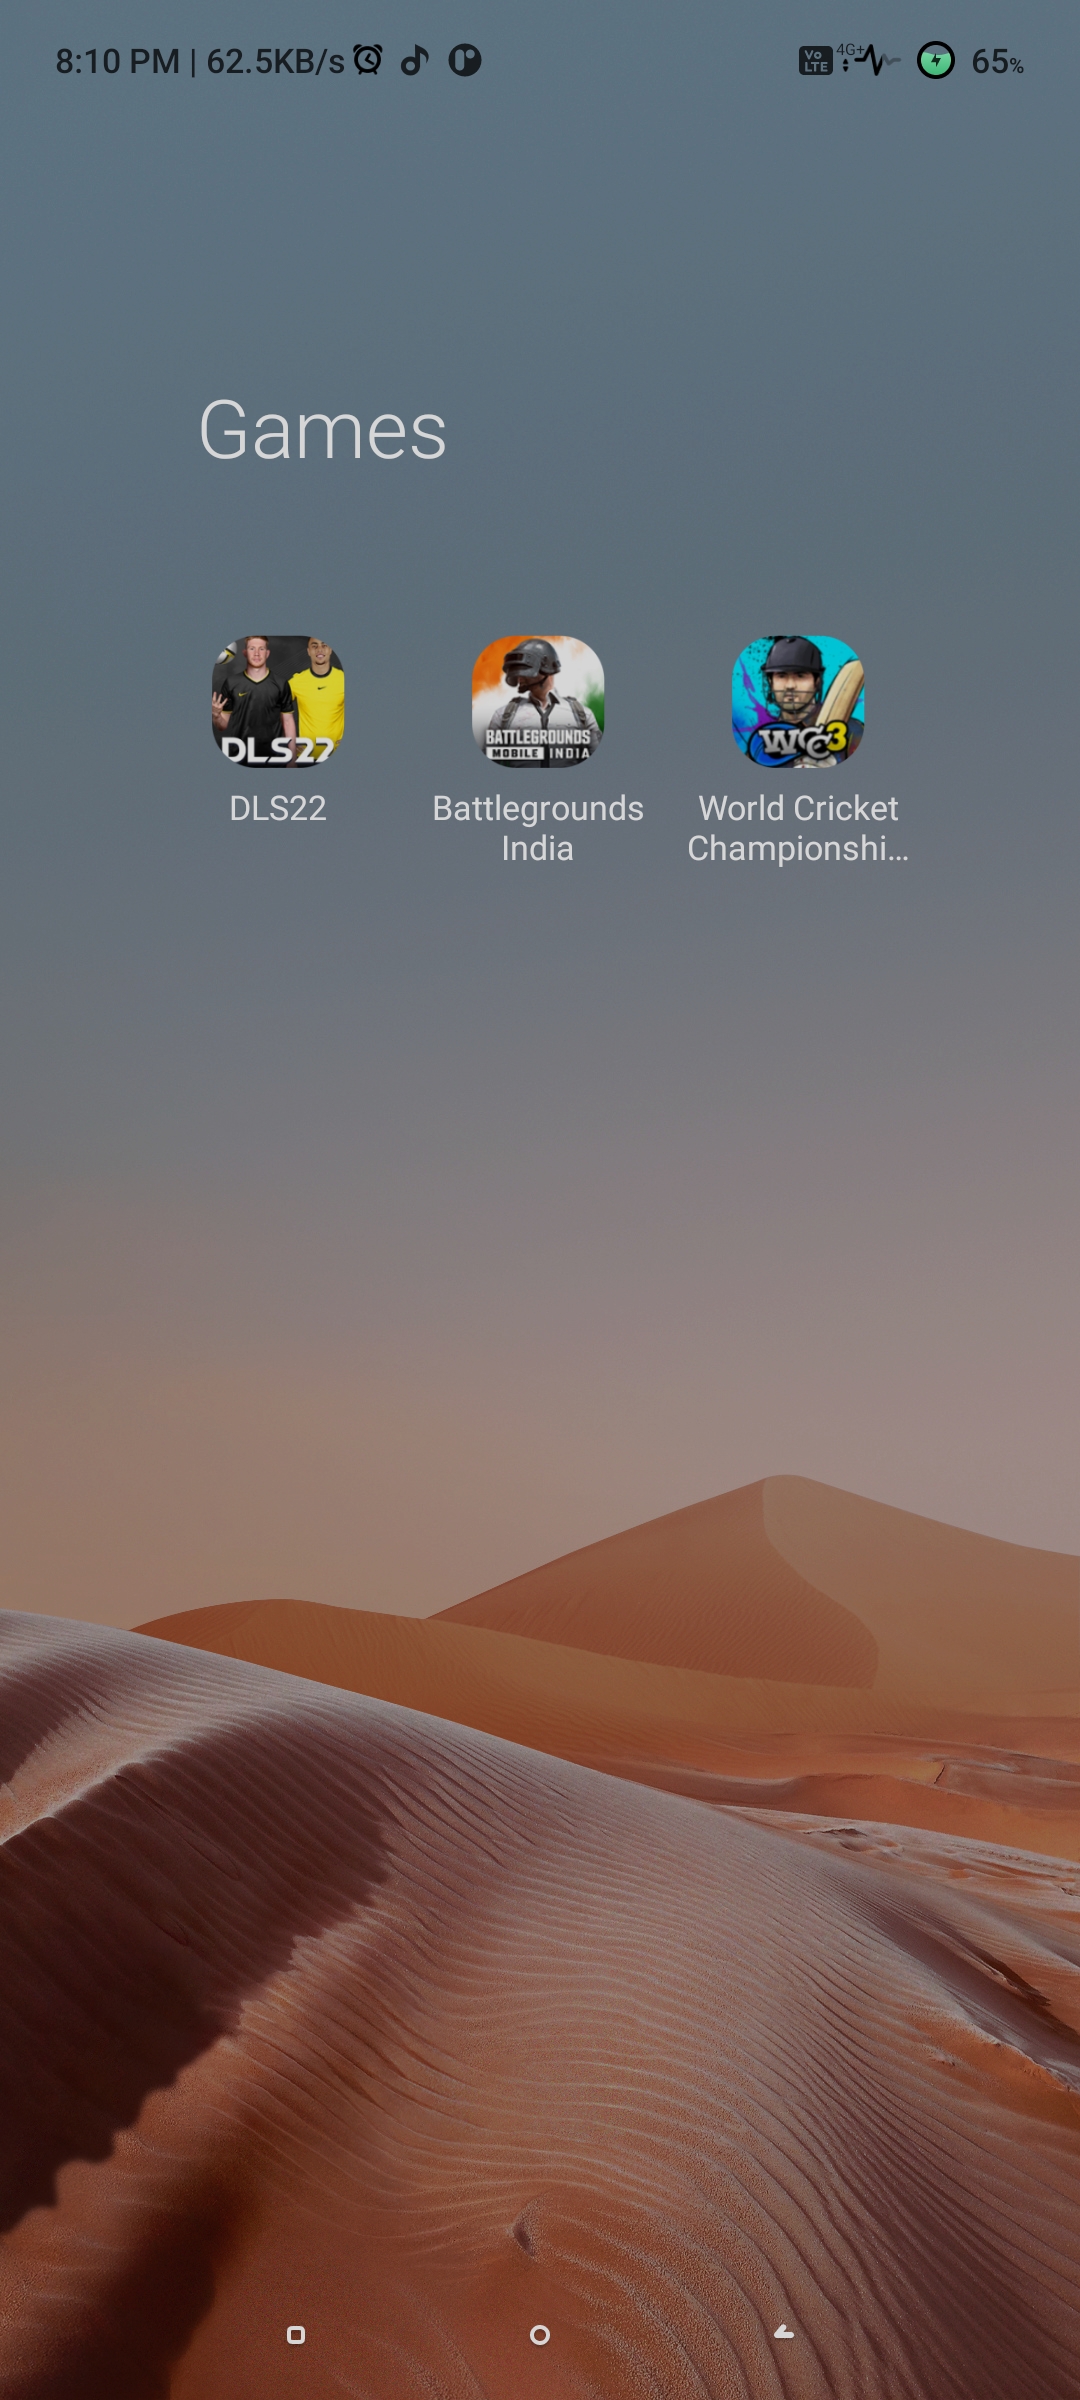 8:10 PM | 62.5KB/s
Vo
LTE
4G+
65%
Games
DLS22
BATTLEGROUNDS
MOBILE INDIA
WCC3
DLS22
Battlegrounds
India
World Cricket
Championshi...